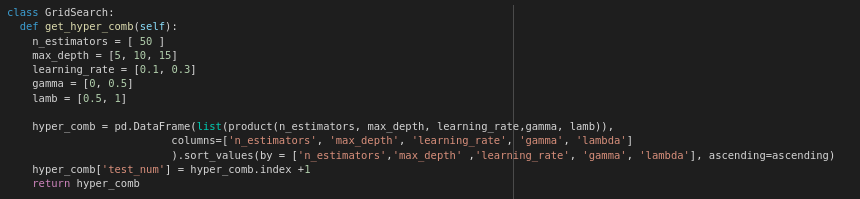 class GridSearch:
  def get_hyper_comb(self):
    n_estimators = [ 50 ]
    max_depth = [5, 10, 15]
    learning_rate = [0.1, 0.3]
    gamma = [0, 0.5]
    lamb = [0.5, 1]

    hyper_comb = pd.DataFrame(list(product(n_estimators, max_depth, learning_rate,gamma, lamb)),
                          columns=['n_estimators', 'max_depth', 'learning_rate', 'gamma', 'lambda']
                          ).sort_values(by = ['n_estimators','max_depth' ,'learning_rate', 'gamma', 'lambda'], ascending=ascending)
    hyper_comb['test_num'] = hyper_comb.index +1
    return hyper_comb